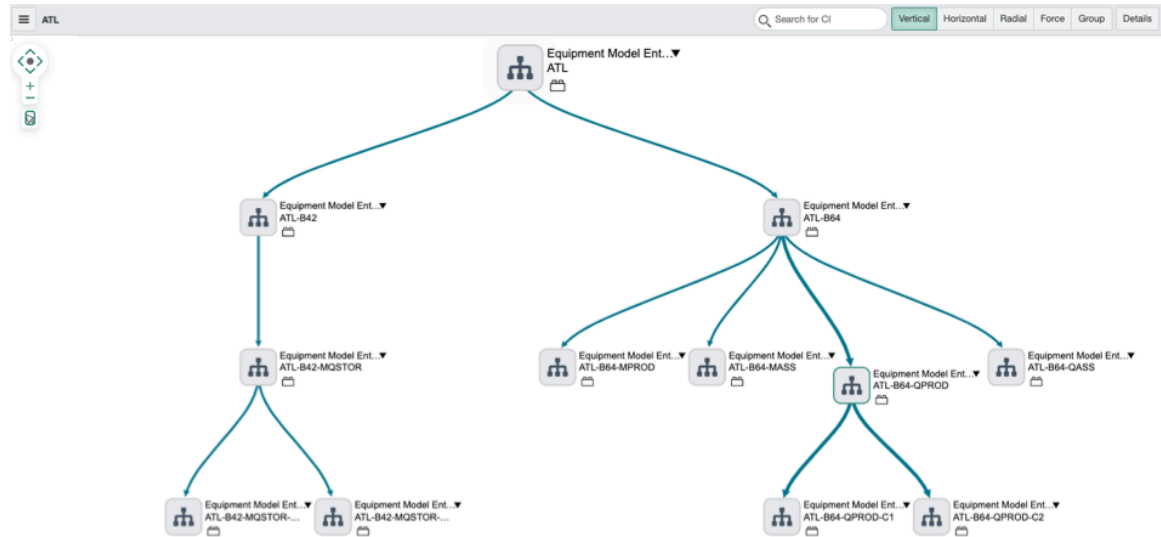 ATL
Search for CI
Vertical
Horizontal
Radial
Force
Group
Details
Equipment Model Ent...
ATL
Equipment Model Ent...
ATL-B42
Equipment Model Ent...
ATL-B64
Equipment Model Ent...
ATL-B42-MQSTOR
Equipment Model Ent...
ATL-B64-MPROD
Equipment Model Ent...
ATL-B64-MASS
Equipment Model Ent...
ATL-B64-QPROD
Equipment Model Ent...
ATL-B64-QASS
Equipment Model Ent...
ATL-B42-MQSTOR-...
Equipment Model Ent...
ATL-B42-MQSTOR-...
Equipment Model Ent...
ATL-B64-QPROD-C1
Equipment Model Ent...
ATL-B64-QPROD-C2